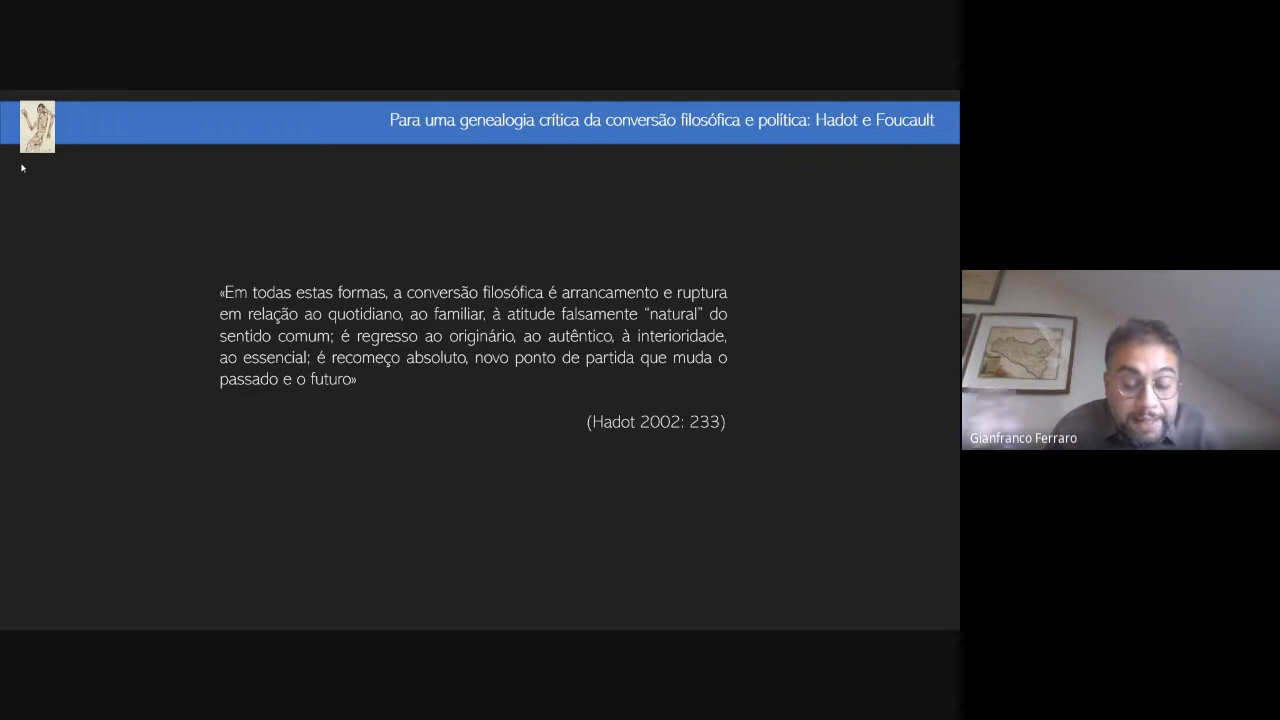 Para uma genealogia crítica da conversão filosófica e política: Hadot e Foucault
«Em todas estas formas, a conversão filosófica é arrancamento e ruptura
em relação ao quotidiano, ao familiar, à atitude falsamente “natural” do
sentido comum; é regresso ao originário, ao autêntico, à interioridade,
ao essencial; é recomeço absoluto, novo ponto de partida que muda o
passado e o futuro»
(Hadot 2002: 233)
Gianfranco Ferraro